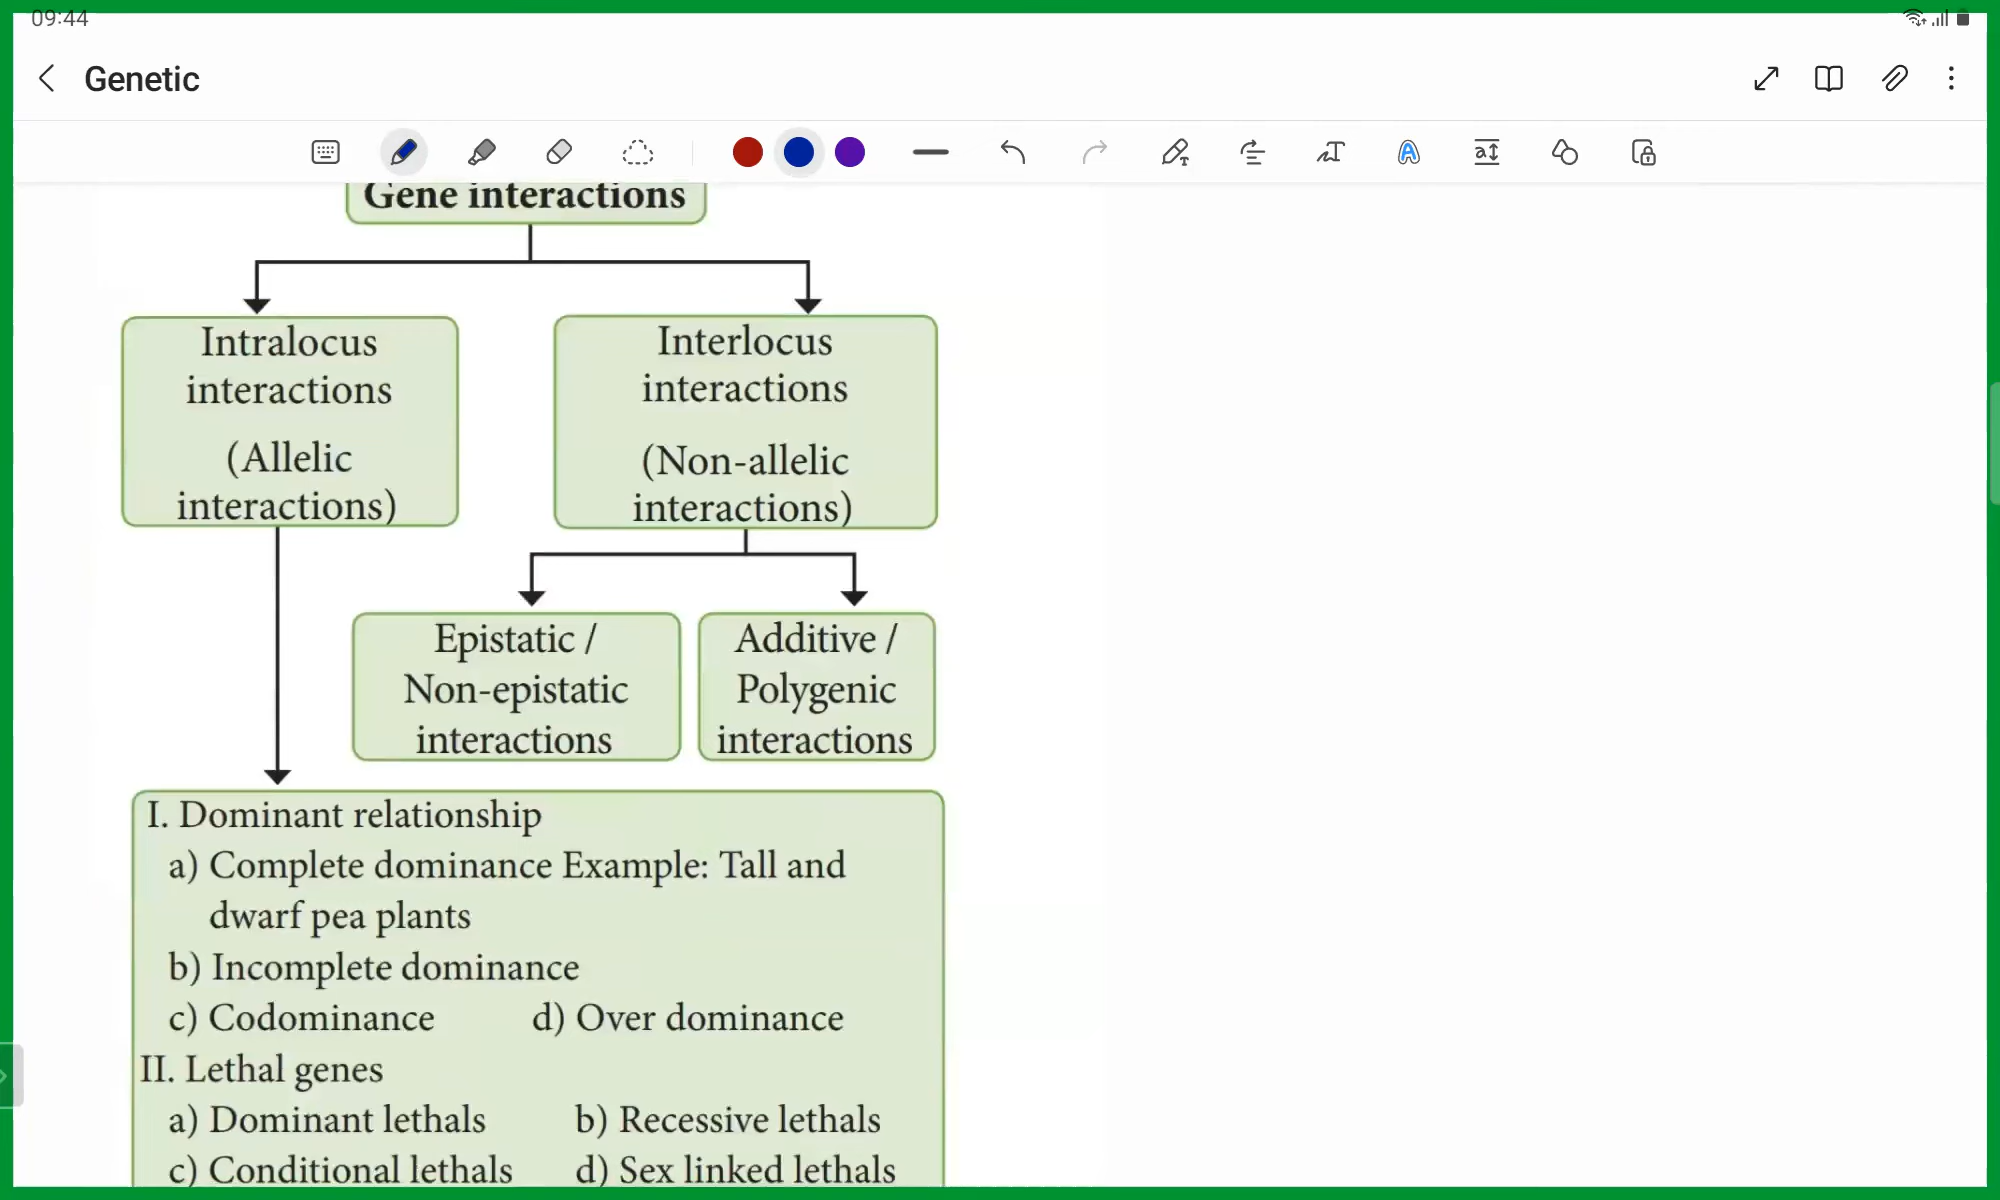 09:44
Genetic
Gene interactions
Intralocus
interactions
(Allelic
interactions)
Interlocus
interactions
(Non-allelic
interactions)
Epistatic /
Non-epistatic
interactions
Additive /
Polygenic
interactions
I. Dominant relationship
a) Complete dominance Example: Tall and
dwarf pea plants
b) Incomplete dominance
c) Codominance d) Over dominance
II. Lethal genes
a) Dominant lethals b) Recessive lethals
c) Conditional lethals d) Sex linked lethals